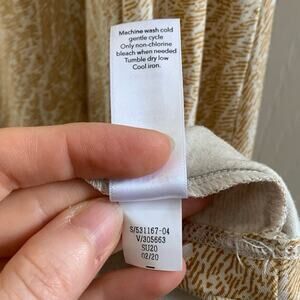 Machine wash cold
gentle cycle
Only non-chlorine
bleach when needed
Tumble dry low
Cool iron.
S/531167-04
V/305663
SU20
02/20